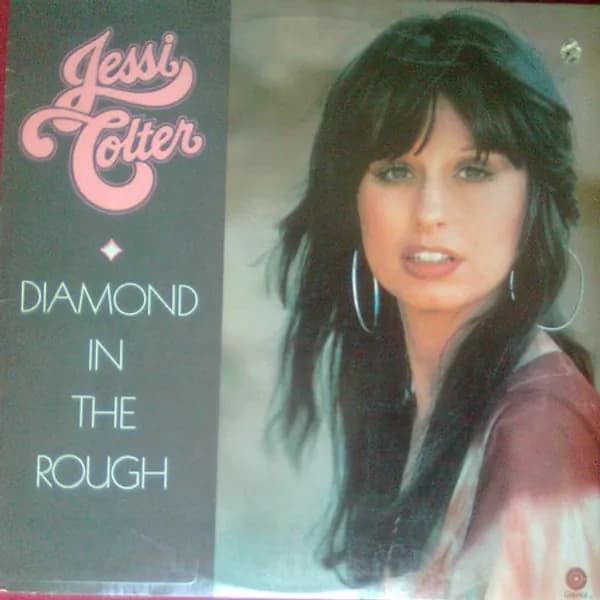 Jessi
Colter
DIAMOND
IN
THE
ROUGH